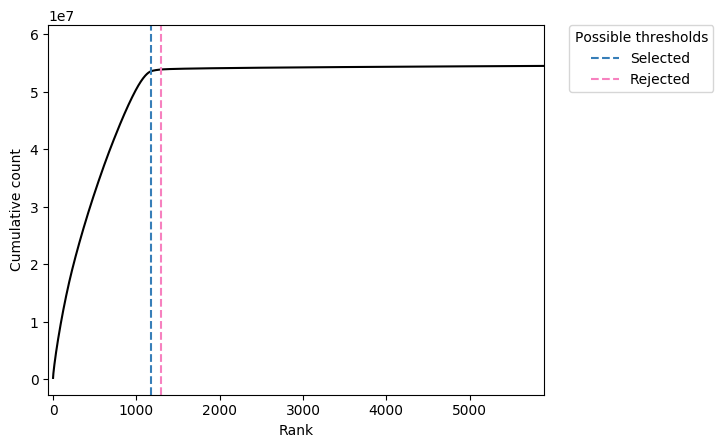 1e7
6
5
4
3
2
1
0
Cumulative count
0
1000
2000
3000
4000
5000
Rank
Possible thresholds
Selected
Rejected